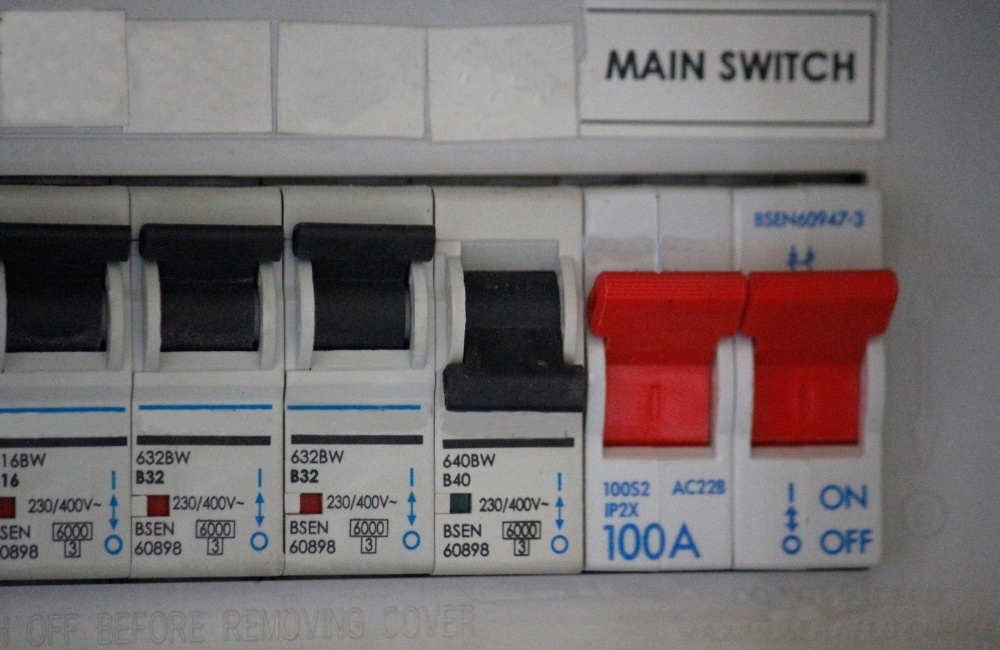 MAIN SWITCH
BSEN60947-3
16BW
16
230/400V~
SEN
60898
6000
3
632BW
B32
230/400V~
BSEN
60898
6000
3
632BW
B32
230/400V~
BSEN
60898
6000
3
640BW
B40
230/400V~
BSEN
60898
6000
3
100S2 AC22B
IP2X
100A
ON
OFF
OFF BEFORE REMOVING COVER